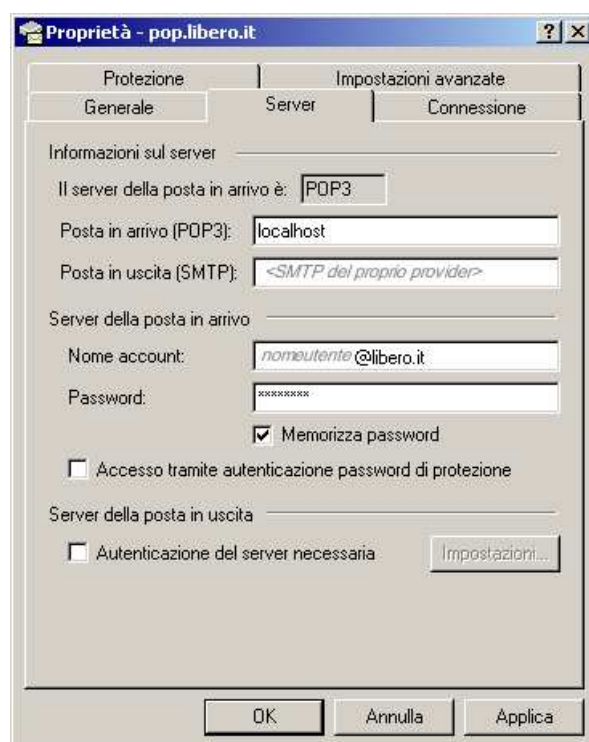 Proprietà - pop.libero.it
Protezione Impostazioni avanzate
Generale Server Connessione
Informazioni sul server
Il server della posta in arrivo è: POP3
Posta in arrivo (POP3): localhost
Posta in uscita (SMTP): <SMTP del proprio provider>
Server della posta in arrivo
Nome account: nomeutente @libero.it
Password: ********
Memorizza password
Accesso tramite autenticazione password di protezione
Server della posta in uscita
Autenticazione del server necessaria Impostazioni...
OK Annulla Applica